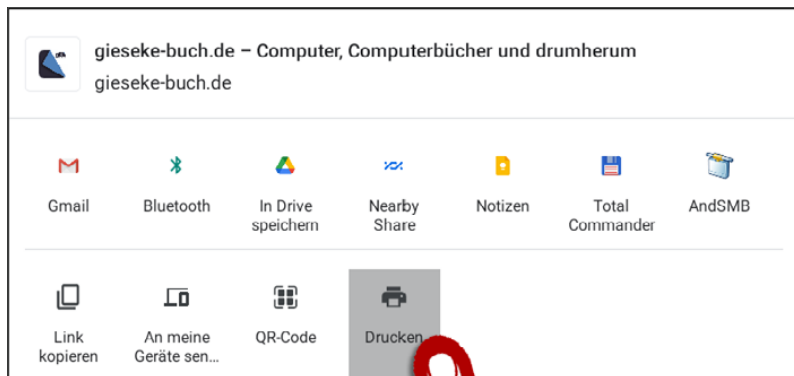 gieseke-buch.de – Computer, Computerbücher und drumherum
gieseke-buch.de
Gmail
Bluetooth
In Drive
speichern
Nearby
Share
Notizen
Total
Commander
AndSMB
Link
kopieren
An meine
Geräte sen...
QR-Code
Drucken